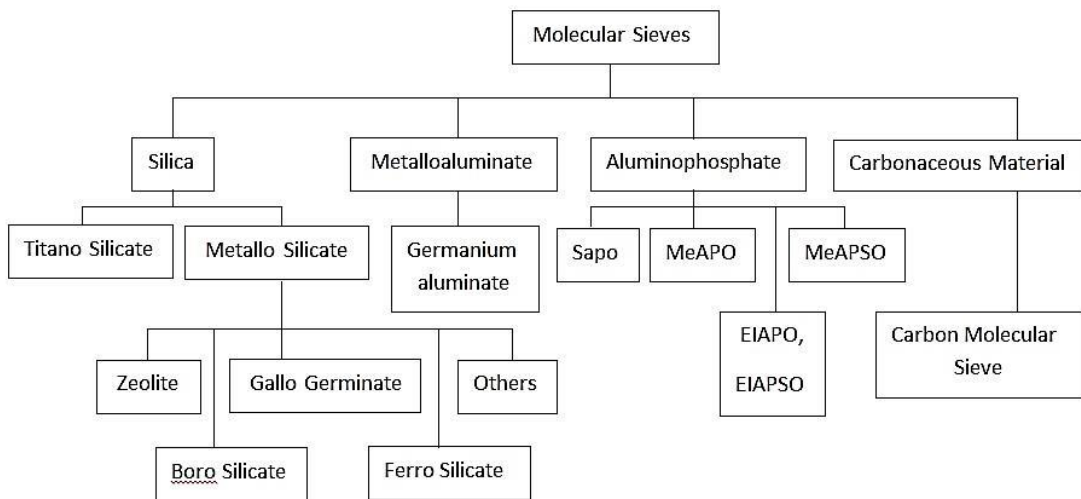 Molecular Sieves
Silica
Metalloaluminate
Aluminophosphate
Carbonaceous Material
Titano Silicate
Metallo Silicate
Germanium
aluminate
Sapo
MeAPO
MeAPSO
EIAPO,
EIAPSO
Carbon Molecular
Sieve
Zeolite
Gallo Germinate
Others
Boro Silicate
Ferro Silicate